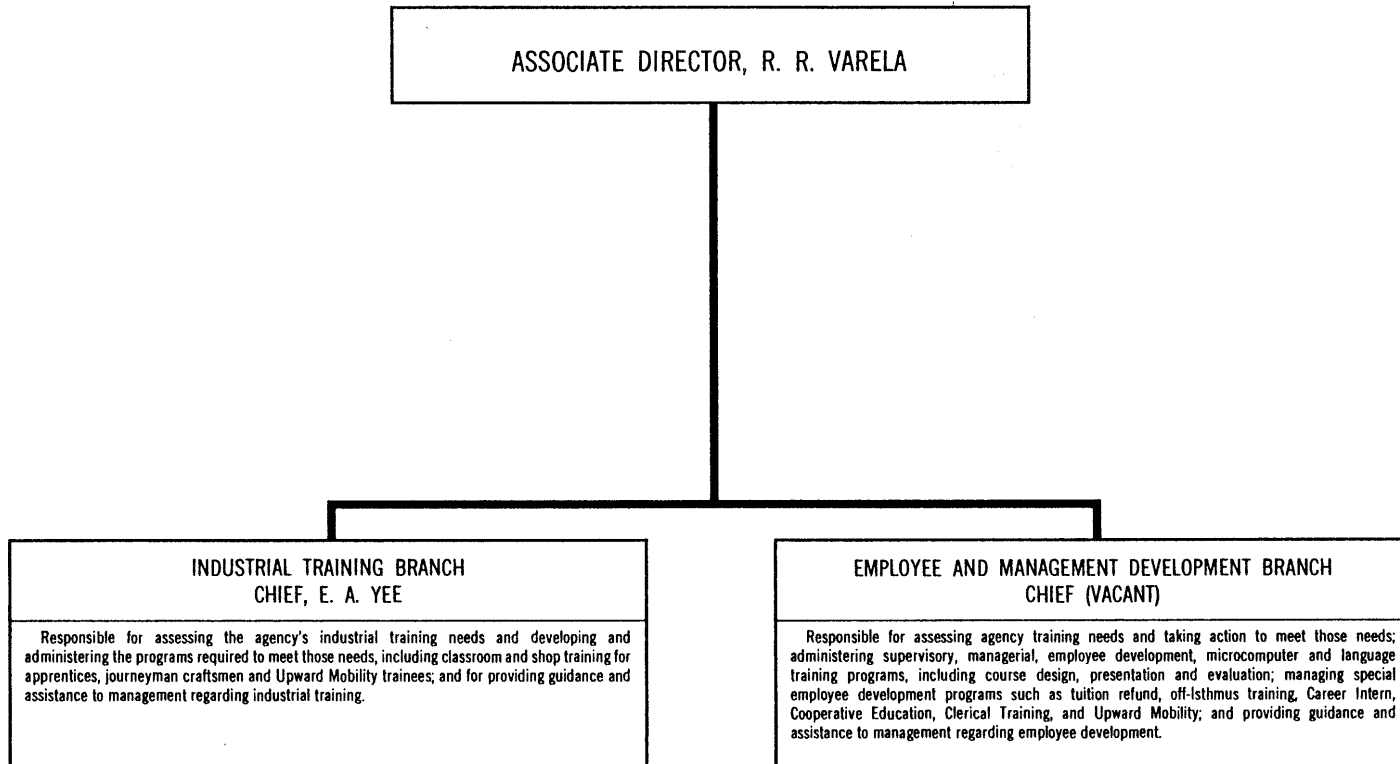 ASSOCIATE DIRECTOR, R. R. VARELA
INDUSTRIAL TRAINING BRANCH
CHIEF, E. A. YEE
Responsible for assessing the agency's industrial training needs and developing and
administering the programs required to meet those needs, including classroom and shop training for
apprentices, journeyman craftsmen and Upward Mobility trainees; and for providing guidance and
assistance to management regarding industrial training.
EMPLOYEE AND MANAGEMENT DEVELOPMENT BRANCH
CHIEF (VACANT)
Responsible for assessing agency training needs and taking action to meet those needs;
administering supervisory, managerial, employee development, microcomputer and language
training programs, including course design, presentation and evaluation; managing special
employee development programs such as tuition refund, off-Isthmus training, Career Intern,
Cooperative Education, Clerical Training, and Upward Mobility; and providing guidance and
assistance to management regarding employee development.